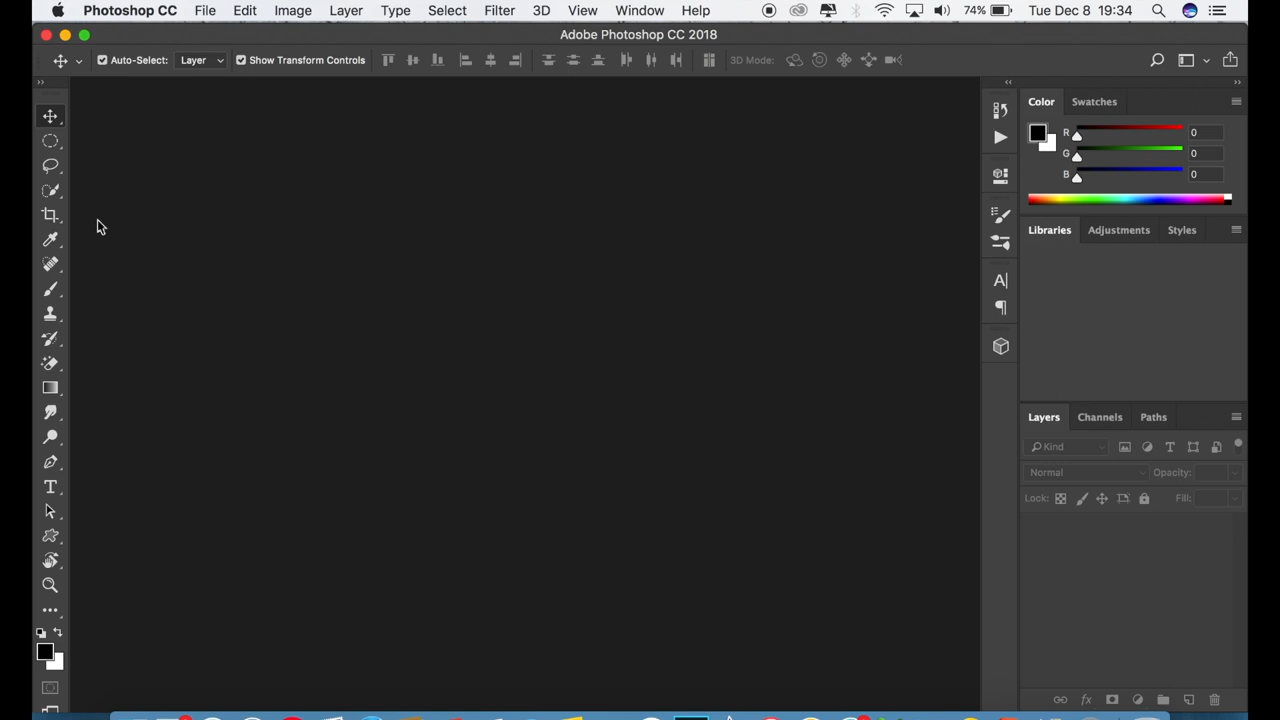 Photoshop CC File Edit Image Layer Type Select Filter 3D View Window Help 74% Tue Dec 8 19:34
Adobe Photoshop CC 2018
Auto-Select: Layer Show Transform Controls 3D Mode:
Color Swatches
R 0
G 0
B 0
Libraries Adjustments Styles
Layers Channels Paths
Kind
Normal Opacity:
Lock: Fill: